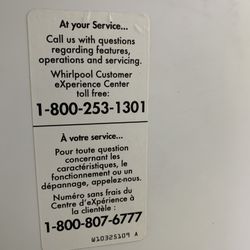 At your Service...
Call us with questions
regarding features,
operations and servicing.
Whirlpool Customer
eXperience Center
toll free:
1-800-253-1301
À votre service...
Pour toute question
concernant les
caractéristiques, le
fonctionnement ou un
dépannage, appelez-nous.
Numéro sans frais du
Centre d'eXpérience à
la clientèle :
1-800-807-6777
W10325109 A